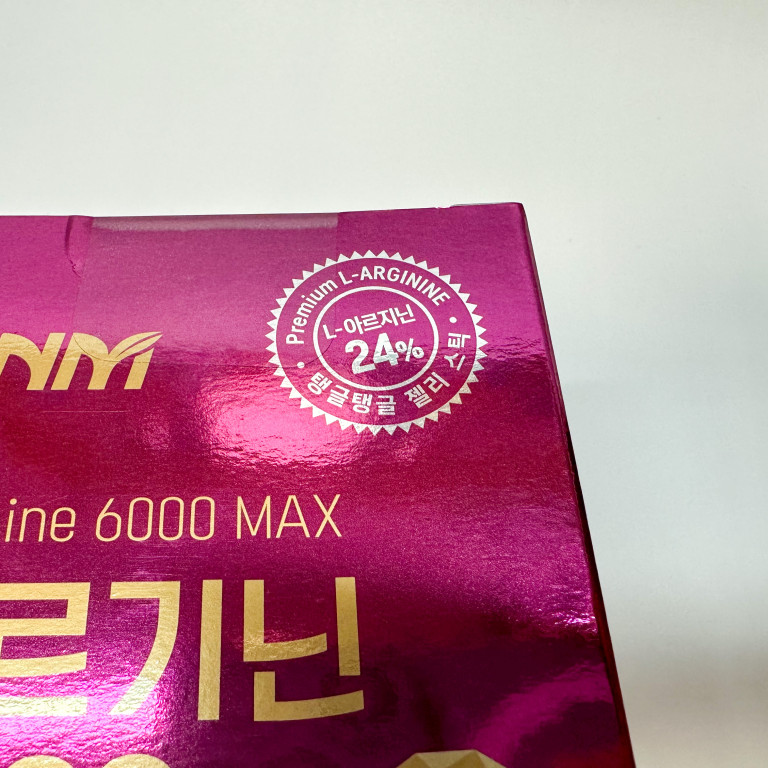 NM
Premium L-ARGININE
L-아르지닌
24%
탱글탱글 젤리 스틱
ine 6000 MAX
르기닌